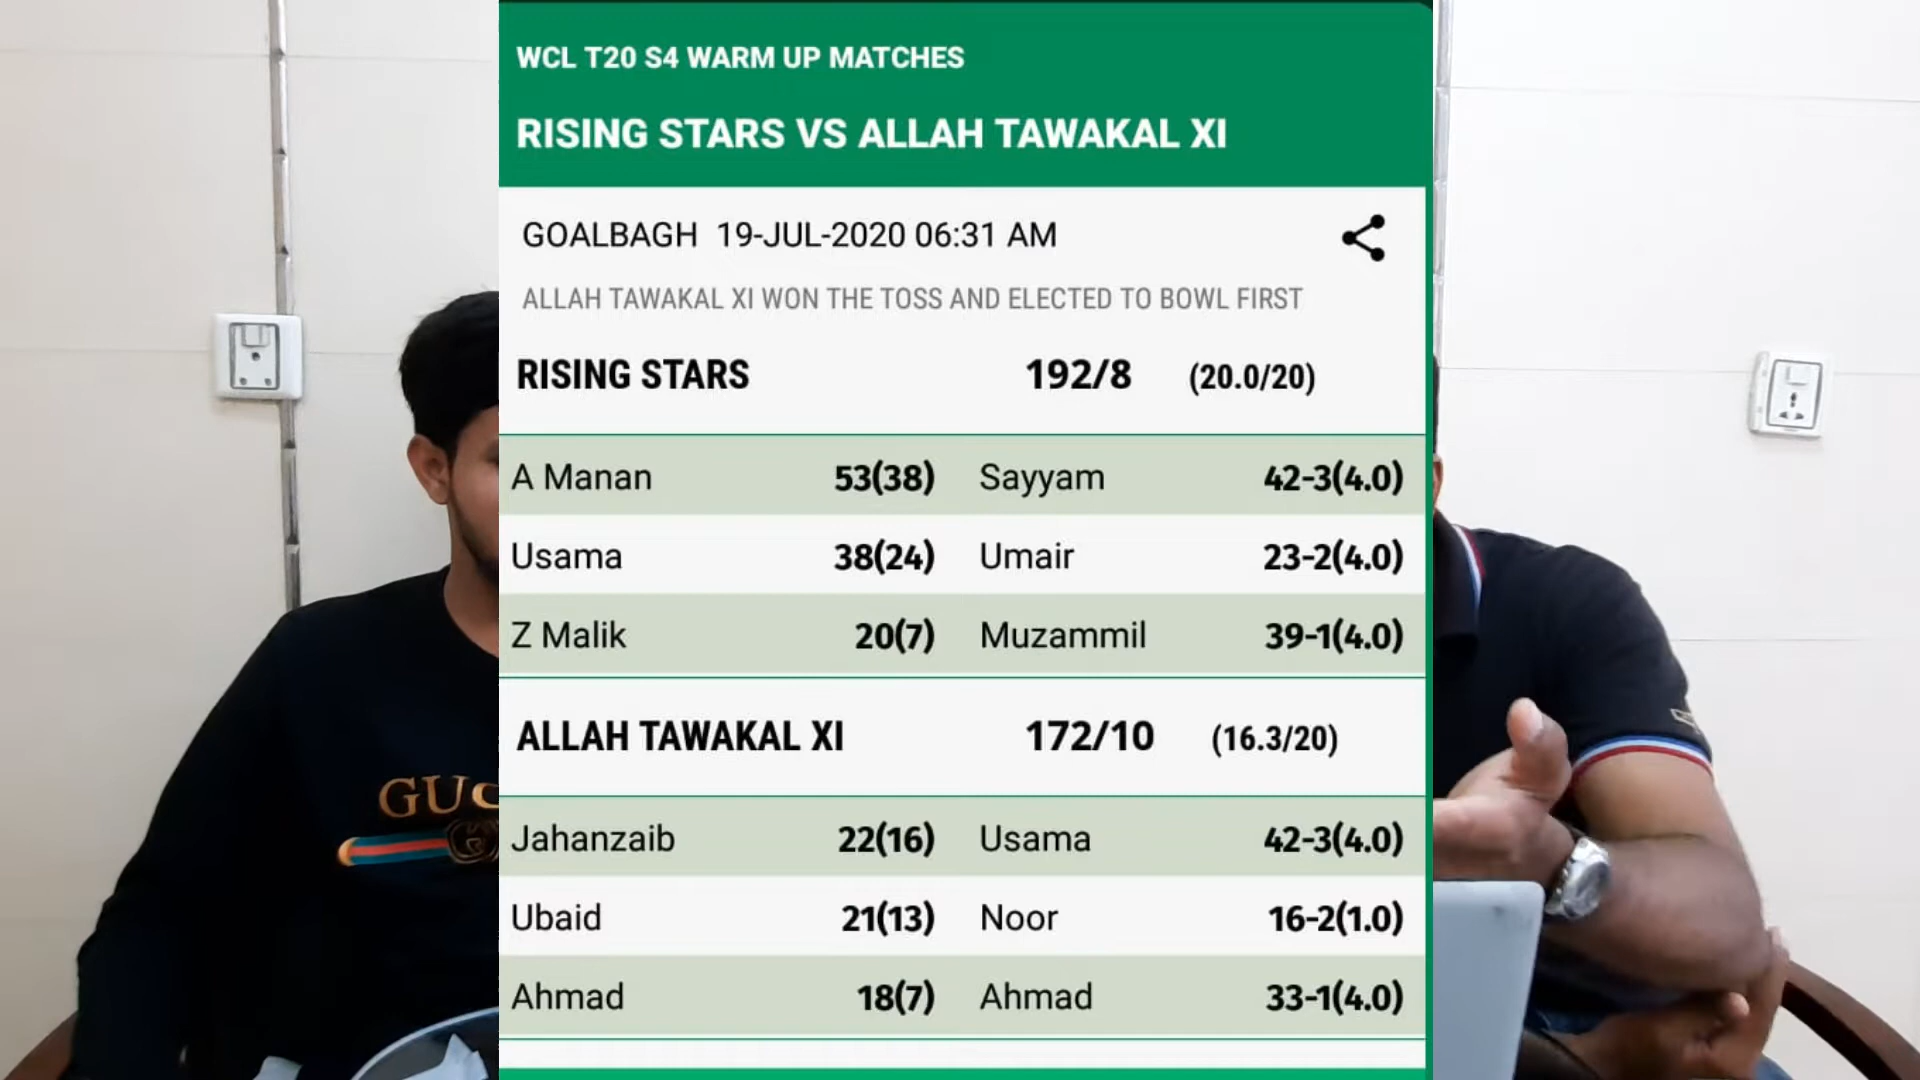 WCL T20 S4 WARM UP MATCHES
RISING STARS VS ALLAH TAWAKAL XI
GOALBAGH 19-JUL-2020 06:31 AM
ALLAH TAWAKAL XI WON THE TOSS AND ELECTED TO BOWL FIRST
RISING STARS 192/8 (20.0/20)
A Manan 53(38) Sayyam 42-3(4.0)
Usama 38(24) Umair 23-2(4.0)
Z Malik 20(7) Muzammil 39-1(4.0)
ALLAH TAWAKAL XI 172/10 (16.3/20)
Jahanzaib 22(16) Usama 42-3(4.0)
Ubaid 21(13) Noor 16-2(1.0)
Ahmad 18(7) Ahmad 33-1(4.0)
GUC